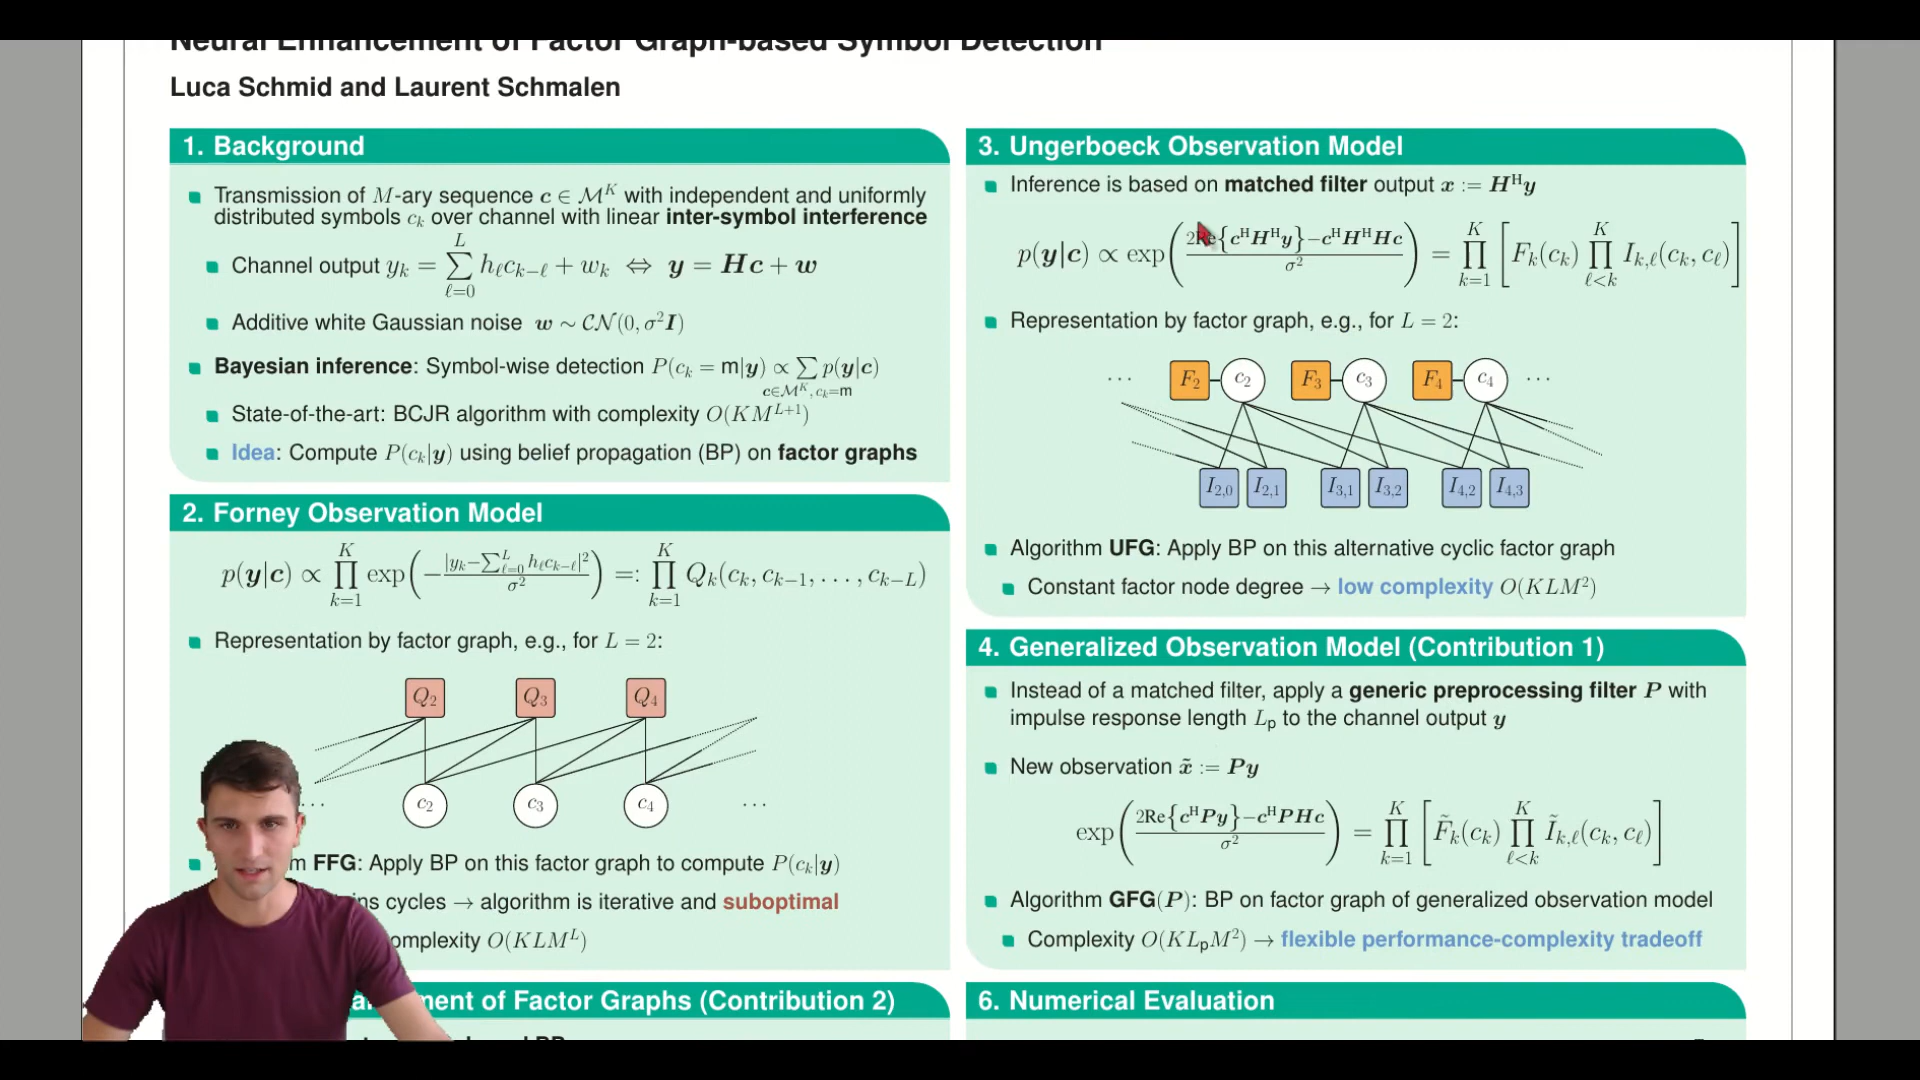 Neural Enhancement of Factor Graph-based Symbol Detection
Luca Schmid and Laurent Schmalen
1. Background
Transmission of M-ary sequence c ∈ 𝓜^K with independent and uniformly
distributed symbols c_k over channel with linear inter-symbol interference
Channel output y_k = ∑_{ℓ=0}^{L} h_ℓ c_{k−ℓ} + w_k ⇔ y = Hc + w
Additive white Gaussian noise w ∼ 𝒞𝒩(0, σ²I)
Bayesian inference: Symbol-wise detection P(c_k = m|y) ∝ ∑_{c∈𝓜^K, c_k=m} p(y|c)
State-of-the-art: BCJR algorithm with complexity O(KM^{L+1})
Idea: Compute P(c_k|y) using belief propagation (BP) on factor graphs
2. Forney Observation Model
p(y|c) ∝ ∏_{k=1}^{K} exp(−|y_k−∑_{ℓ=0}^{L} h_ℓ c_{k−ℓ}|²/σ²) =: ∏_{k=1}^{K} Q_k(c_k, c_{k−1}, . . . , c_{k−L})
Representation by factor graph, e.g., for L = 2:
Q_2 Q_3 Q_4
··· c_2 c_3 c_4 ···
m FFG: Apply BP on this factor graph to compute P(c_k|y)
ns cycles → algorithm is iterative and suboptimal
omplexity O(KLM^L)
ment of Factor Graphs (Contribution 2)
3. Ungerboeck Observation Model
Inference is based on matched filter output x := H^H y
p(y|c) ∝ exp((2Re{c^H H^H y}−c^H H^H Hc)/σ²) = ∏_{k=1}^{K} [F_k(c_k) ∏_{ℓ<k}^{K} I_{k,ℓ}(c_k, c_ℓ)]
Representation by factor graph, e.g., for L = 2:
··· F_2 c_2 F_3 c_3 F_4 c_4 ···
I_{2,0} I_{2,1} I_{3,1} I_{3,2} I_{4,2} I_{4,3}
Algorithm UFG: Apply BP on this alternative cyclic factor graph
Constant factor node degree → low complexity O(KLM²)
4. Generalized Observation Model (Contribution 1)
Instead of a matched filter, apply a generic preprocessing filter P with
impulse response length L_p to the channel output y
New observation x̃ := Py
exp((2Re{c^H Py}−c^H PHc)/σ²) = ∏_{k=1}^{K} [F̃_k(c_k) ∏_{ℓ<k}^{K} Ĩ_{k,ℓ}(c_k, c_ℓ)]
Algorithm GFG(P): BP on factor graph of generalized observation model
Complexity O(KL_pM²) → flexible performance-complexity tradeoff
6. Numerical Evaluation